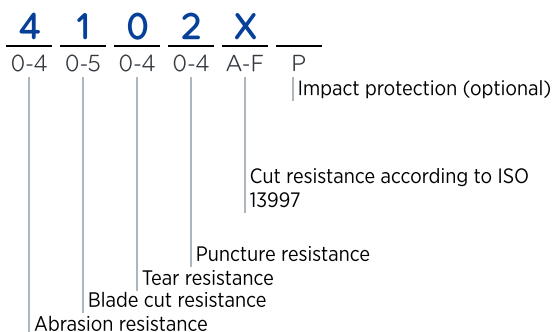 4 1 0 2 X
0-4 0-5 0-4 0-4 A-F P
Impact protection (optional)
Cut resistance according to ISO
13997
Puncture resistance
Tear resistance
Blade cut resistance
Abrasion resistance